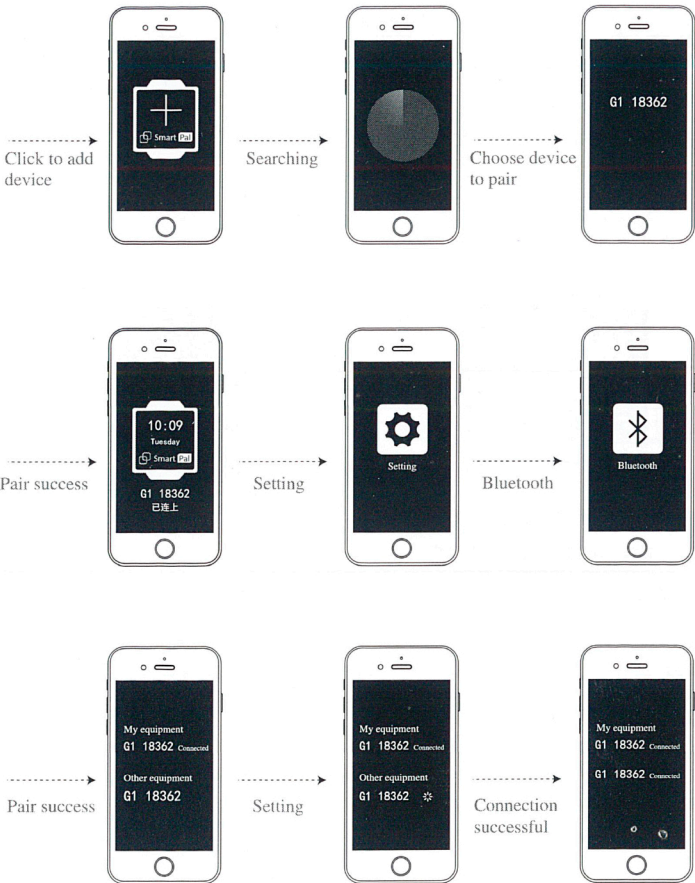 Click to add
device
Smart Pal
Searching
Choose device
to pair
G1 18362
Pair success
10:09
Tuesday
Smart Pal
G1 18362
已连上
Setting
Setting
Bluetooth
Bluetooth
Pair success
My equipment
G1 18362 Connected
Other equipment
G1 18362
Setting
My equipment
G1 18362 Connected
Other equipment
G1 18362
Connection
successful
My equipment
G1 18362 Connected
G1 18362 Connected